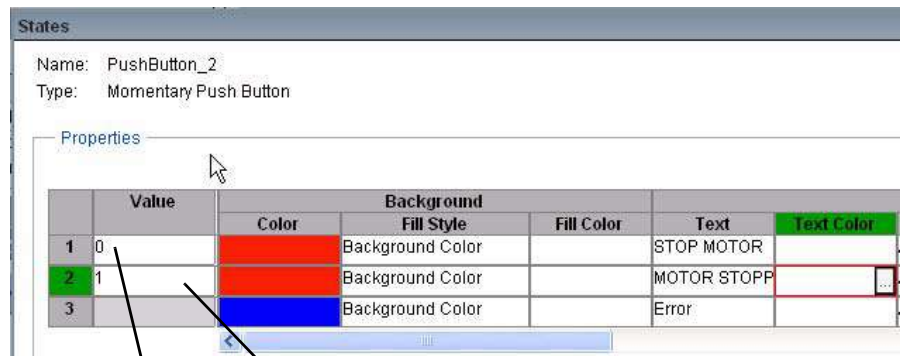 States
Name: PushButton_2
Type: Momentary Push Button
Properties
Value Background
Color Fill Style Fill Color Text Text Color
1 0 Background Color STOP MOTOR
2 1 Background Color MOTOR STOPP ...
3 Background Color Error